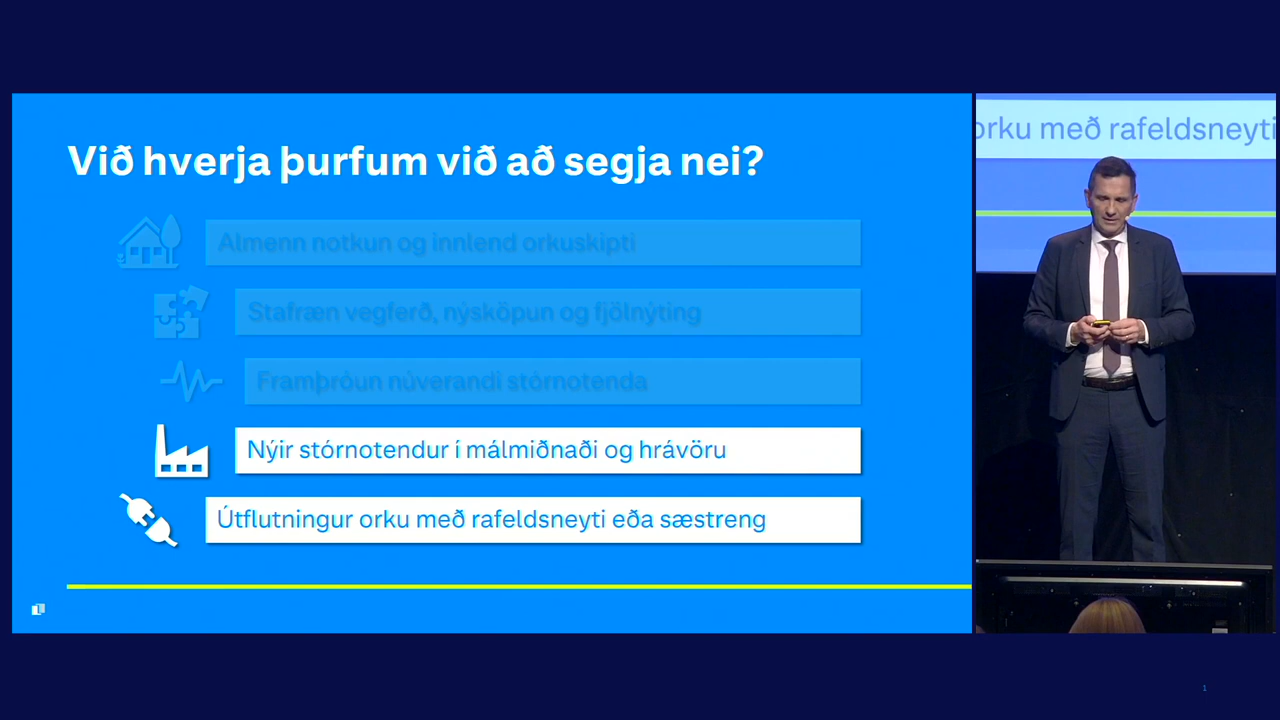 Við hverja þurfum við að segja nei?
Almenn notkun og innlend orkuskipti
Stafræn vegferð, nýsköpun og fjölnýting
Framþróun núverandi stórnotenda
Nýir stórnotendur í málmiðnaði og hrávöru
Útflutningur orku með rafeldsneyti eða sæstreng
orku með rafeldsneyti
1